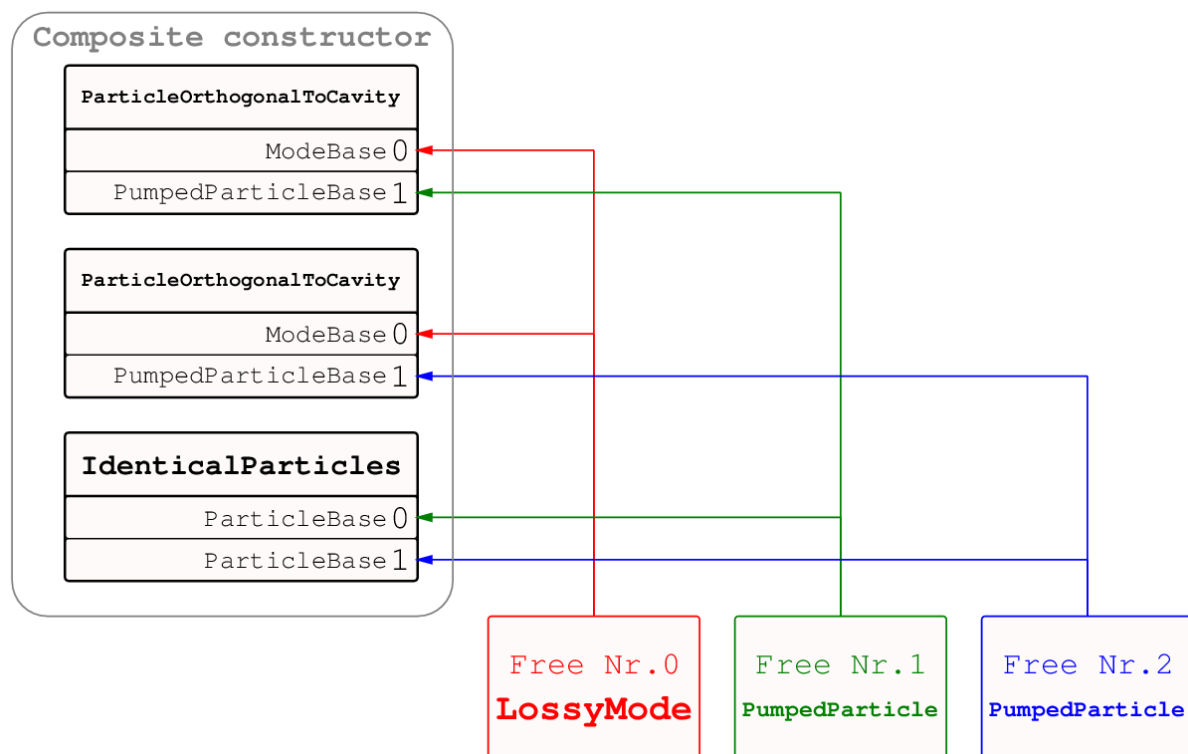 Composite constructor
ParticleOrthogonalToCavity
ModeBase 0
PumpedParticleBase 1
ParticleOrthogonalToCavity
ModeBase 0
PumpedParticleBase 1
IdenticalParticles
ParticleBase 0
ParticleBase 1
Free Nr.0
LossyMode
Free Nr.1
PumpedParticle
Free Nr.2
PumpedParticle